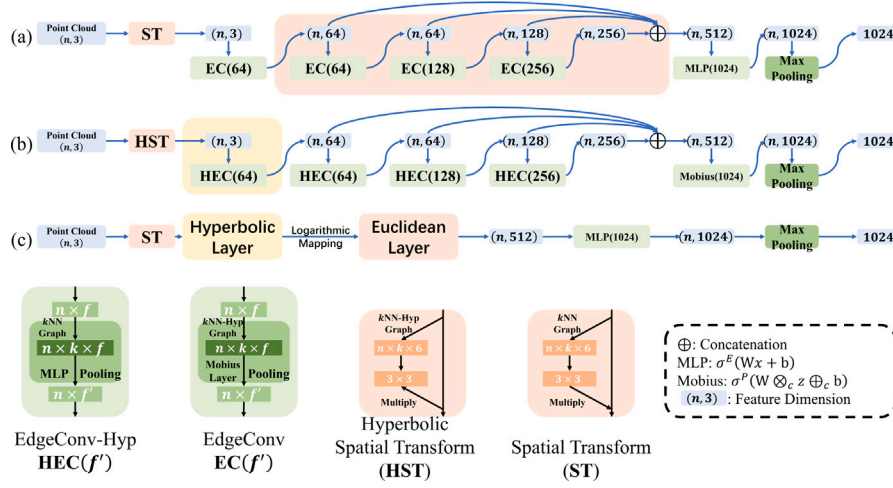 (a) Point Cloud (𝑛, 3) ST (𝑛, 3) (𝑛, 64) (𝑛, 64) (𝑛, 128) (𝑛, 256) ⊕ (𝑛, 512) (𝑛, 1024) 1024
EC(64) EC(64) EC(128) EC(256) MLP(1024) Max Pooling
(b) Point Cloud (𝑛, 3) HST (𝑛, 3) (𝑛, 64) (𝑛, 64) (𝑛, 128) (𝑛, 256) ⊕ (𝑛, 512) (𝑛, 1024) 1024
HEC(64) HEC(64) HEC(128) HEC(256) Mobius(1024) Max Pooling
(c) Point Cloud (𝑛, 3) ST Hyperbolic Layer Logarithmic Mapping Euclidean Layer (𝑛, 512) MLP(1024) (𝑛, 1024) Max Pooling 1024
𝑛 × 𝑓
𝑘NN Graph
𝑛 × 𝑘 × 𝑓
MLP Pooling
𝑛 × 𝑓′
EdgeConv-Hyp
HEC(𝒇′)
𝑛 × 𝑓
𝑘NN-Hyp Graph
𝑛 × 𝑘 × 𝑓
Mobius Layer Pooling
𝑛 × 𝑓′
EdgeConv
EC(𝒇′)
𝑘NN-Hyp Graph
𝑛 × 𝑘 × 6
3 × 3
Multiply
Hyperbolic
Spatial Transform
(HST)
𝑘NN Graph
𝑛 × 𝑘 × 6
3 × 3
Multiply
Spatial Transform
(ST)
⊕: Concatenation
MLP: σᴱ(Wx + b)
Mobius: σᴾ(W ⊗𝑐 z ⊕𝑐 b)
(𝑛, 3) : Feature Dimension